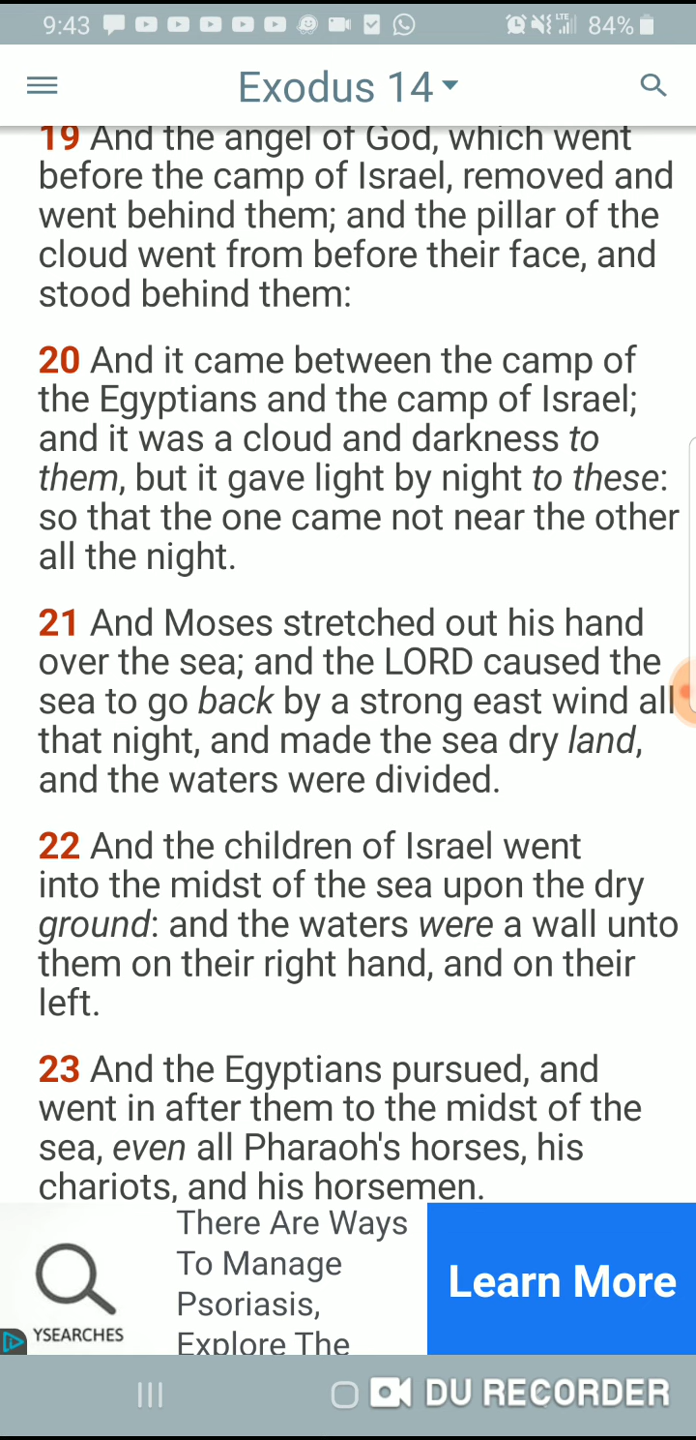 9:43 LTE 84%
Exodus 14
19 And the angel of God, which went
before the camp of Israel, removed and
went behind them; and the pillar of the
cloud went from before their face, and
stood behind them:
20 And it came between the camp of
the Egyptians and the camp of Israel;
and it was a cloud and darkness to
them, but it gave light by night to these:
so that the one came not near the other
all the night.
21 And Moses stretched out his hand
over the sea; and the LORD caused the
sea to go back by a strong east wind all
that night, and made the sea dry land,
and the waters were divided.
22 And the children of Israel went
into the midst of the sea upon the dry
ground: and the waters were a wall unto
them on their right hand, and on their
left.
23 And the Egyptians pursued, and
went in after them to the midst of the
sea, even all Pharaoh's horses, his
chariots, and his horsemen.
There Are Ways
To Manage
Psoriasis,
Explore The
YSEARCHES
Learn More
DU RECORDER